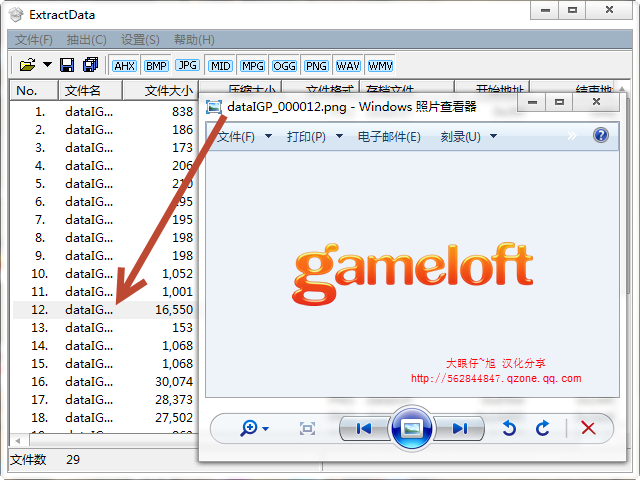 ExtractData
文件(F) 抽出(C) 设置(S) 帮助(H)
AHX BMP JPG MID MPG OGG PNG WAV WMV
No. 文件名 文件大小 压缩大小 文件格式 存档文件 开始地址 结束地
1. dataIG... 838
2. dataIG... 186
3. dataIG... 173
4. dataIG... 206
5. dataIG... 210
6. dataIG... 195
7. dataIG... 195
8. dataIG... 198
9. dataIG... 198
10. dataIG... 1,052
11. dataIG... 1,001
12. dataIG... 16,550
13. dataIG... 153
14. dataIG... 1,068
15. dataIG... 1,068
16. dataIG... 30,074
17. dataIG... 28,373
18. dataIG... 27,502
文件数 29
dataIGP_000012.png - Windows 照片查看器
文件(F) 打印(P) 电子邮件(E) 刻录(U) »
gameloft
大眼仔~旭 汉化分享
http://562844847.qzone.qq.com